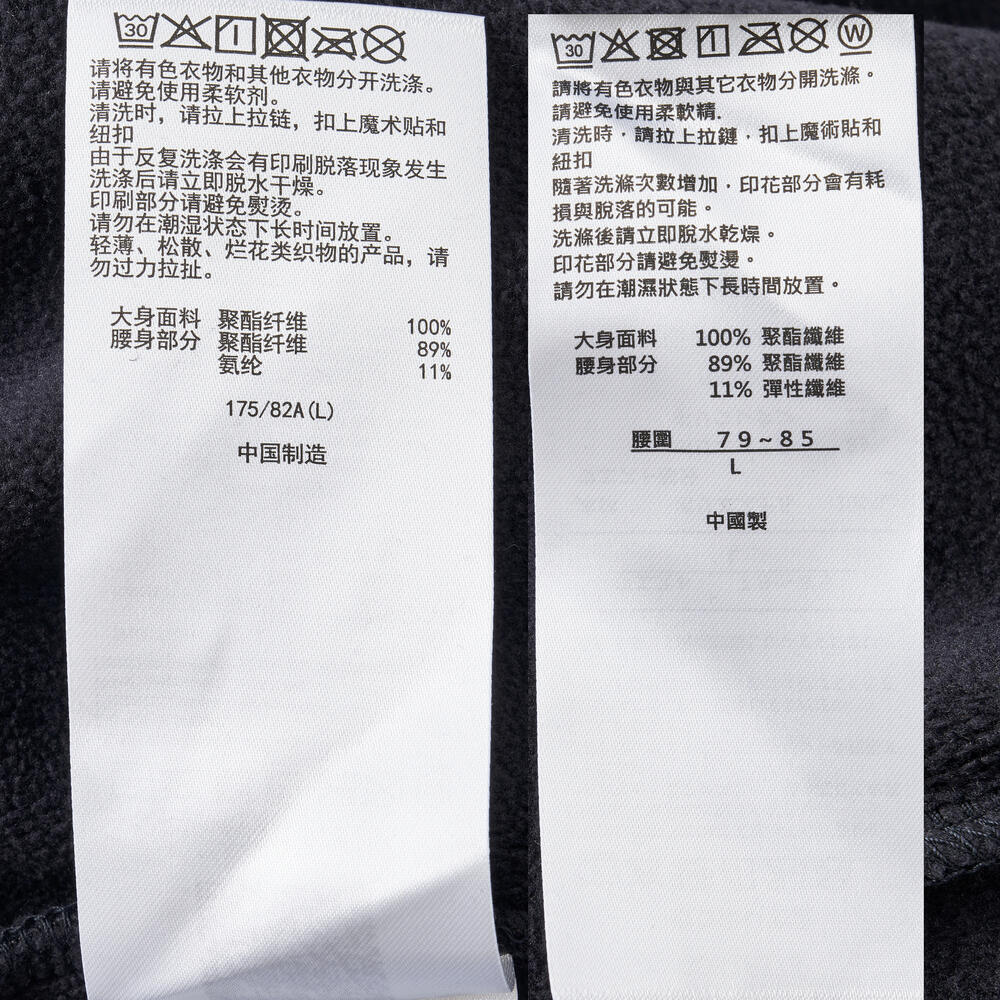 30
请将有色衣物和其他衣物分开洗涤。
请避免使用柔软剂。
清洗时，请拉上拉链，扣上魔术贴和
纽扣
由于反复洗涤会有印刷脱落现象发生
洗涤后请立即脱水干燥。
印刷部分请避免熨烫。
请勿在潮湿状态下长时间放置。
轻薄、松散、烂花类织物的产品，请
勿过力拉扯。
大身面料 聚酯纤维 100%
腰身部分 聚酯纤维 89%
氨纶 11%
175/82A(L)
中国制造
30 W
請將有色衣物與其它衣物分開洗滌。
請避免使用柔軟精.
清洗時，請拉上拉鏈，扣上魔術貼和
紐扣
隨著洗滌次數增加，印花部分會有耗
損與脫落的可能。
洗滌後請立即脫水乾燥。
印花部分請避免熨燙。
請勿在潮濕狀態下長時間放置。
大身面料 100% 聚酯纖維
腰身部分 89% 聚酯纖維
11% 彈性纖維
腰圍 79~85
L
中國製